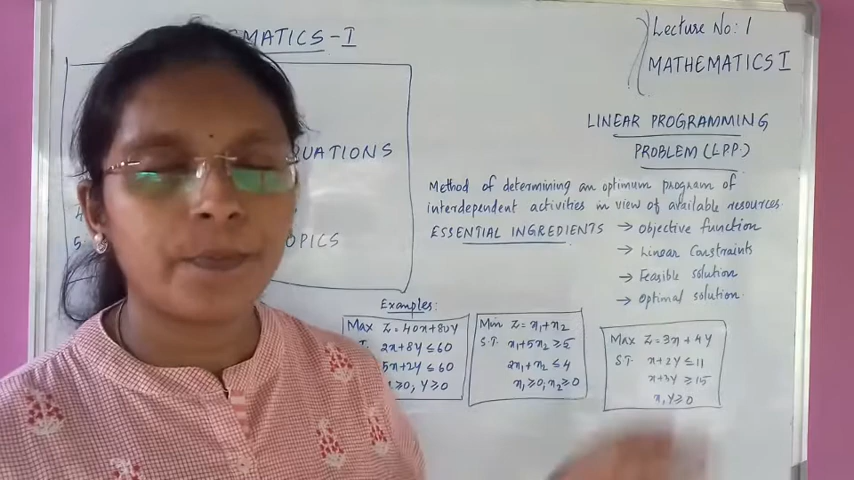 MATICS - I
UATIONS
OPICS
5.
Lecture No: 1
MATHEMATICS I
LINEAR PROGRAMMING
PROBLEM (LPP)
Method of Determining an optimum program of
interdependent activities in view of available resources.
ESSENTIAL INGREDIENTS → Objective function
→ Linear Constraints
→ Feasible solution
→ Optimal solution
Examples:
Max Z = 40x+80y
2x+8y ≤ 60
5x+2y ≤ 60
≥0, y ≥ 0
Min Z = x₁+x₂
S.T. x₁+5x₂ ≥ 5
2x₁+x₂ ≤ 4
x₁ ≥ 0; x₂ ≥ 0
Max Z = 3x + 4y
S.T. x+2y ≤ 11
x+3y ≥ 15
x, y ≥ 0